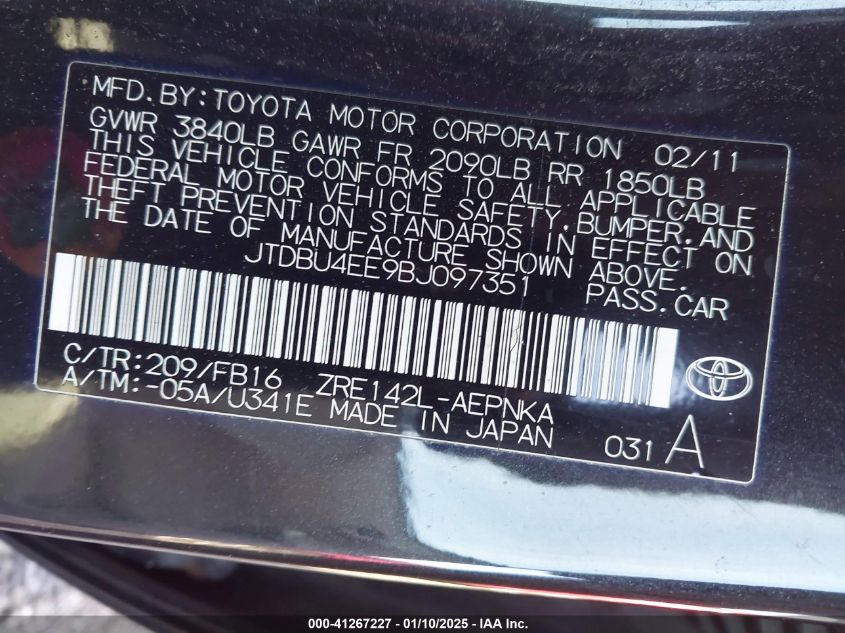 MFD.BY:TOYOTA MOTOR CORPORATION 02/11
GVWR 3840LB GAWR FR 2090LB RR 1850LB
THIS VEHICLE CONFORMS TO ALL APPLICABLE
FEDERAL MOTOR VEHICLE SAFETY,BUMPER,AND
THEFT PREVENTION STANDARDS IN EFFECT ON
THE DATE OF MANUFACTURE SHOWN ABOVE.
JTDBU4EE9BJ097351 PASS.CAR
C/TR:209/FB16 ZRE142L-AEPNKA
A/TM:-05A/U341E MADE IN JAPAN 031 A
000-41267227 - 01/10/2025 - IAA Inc.